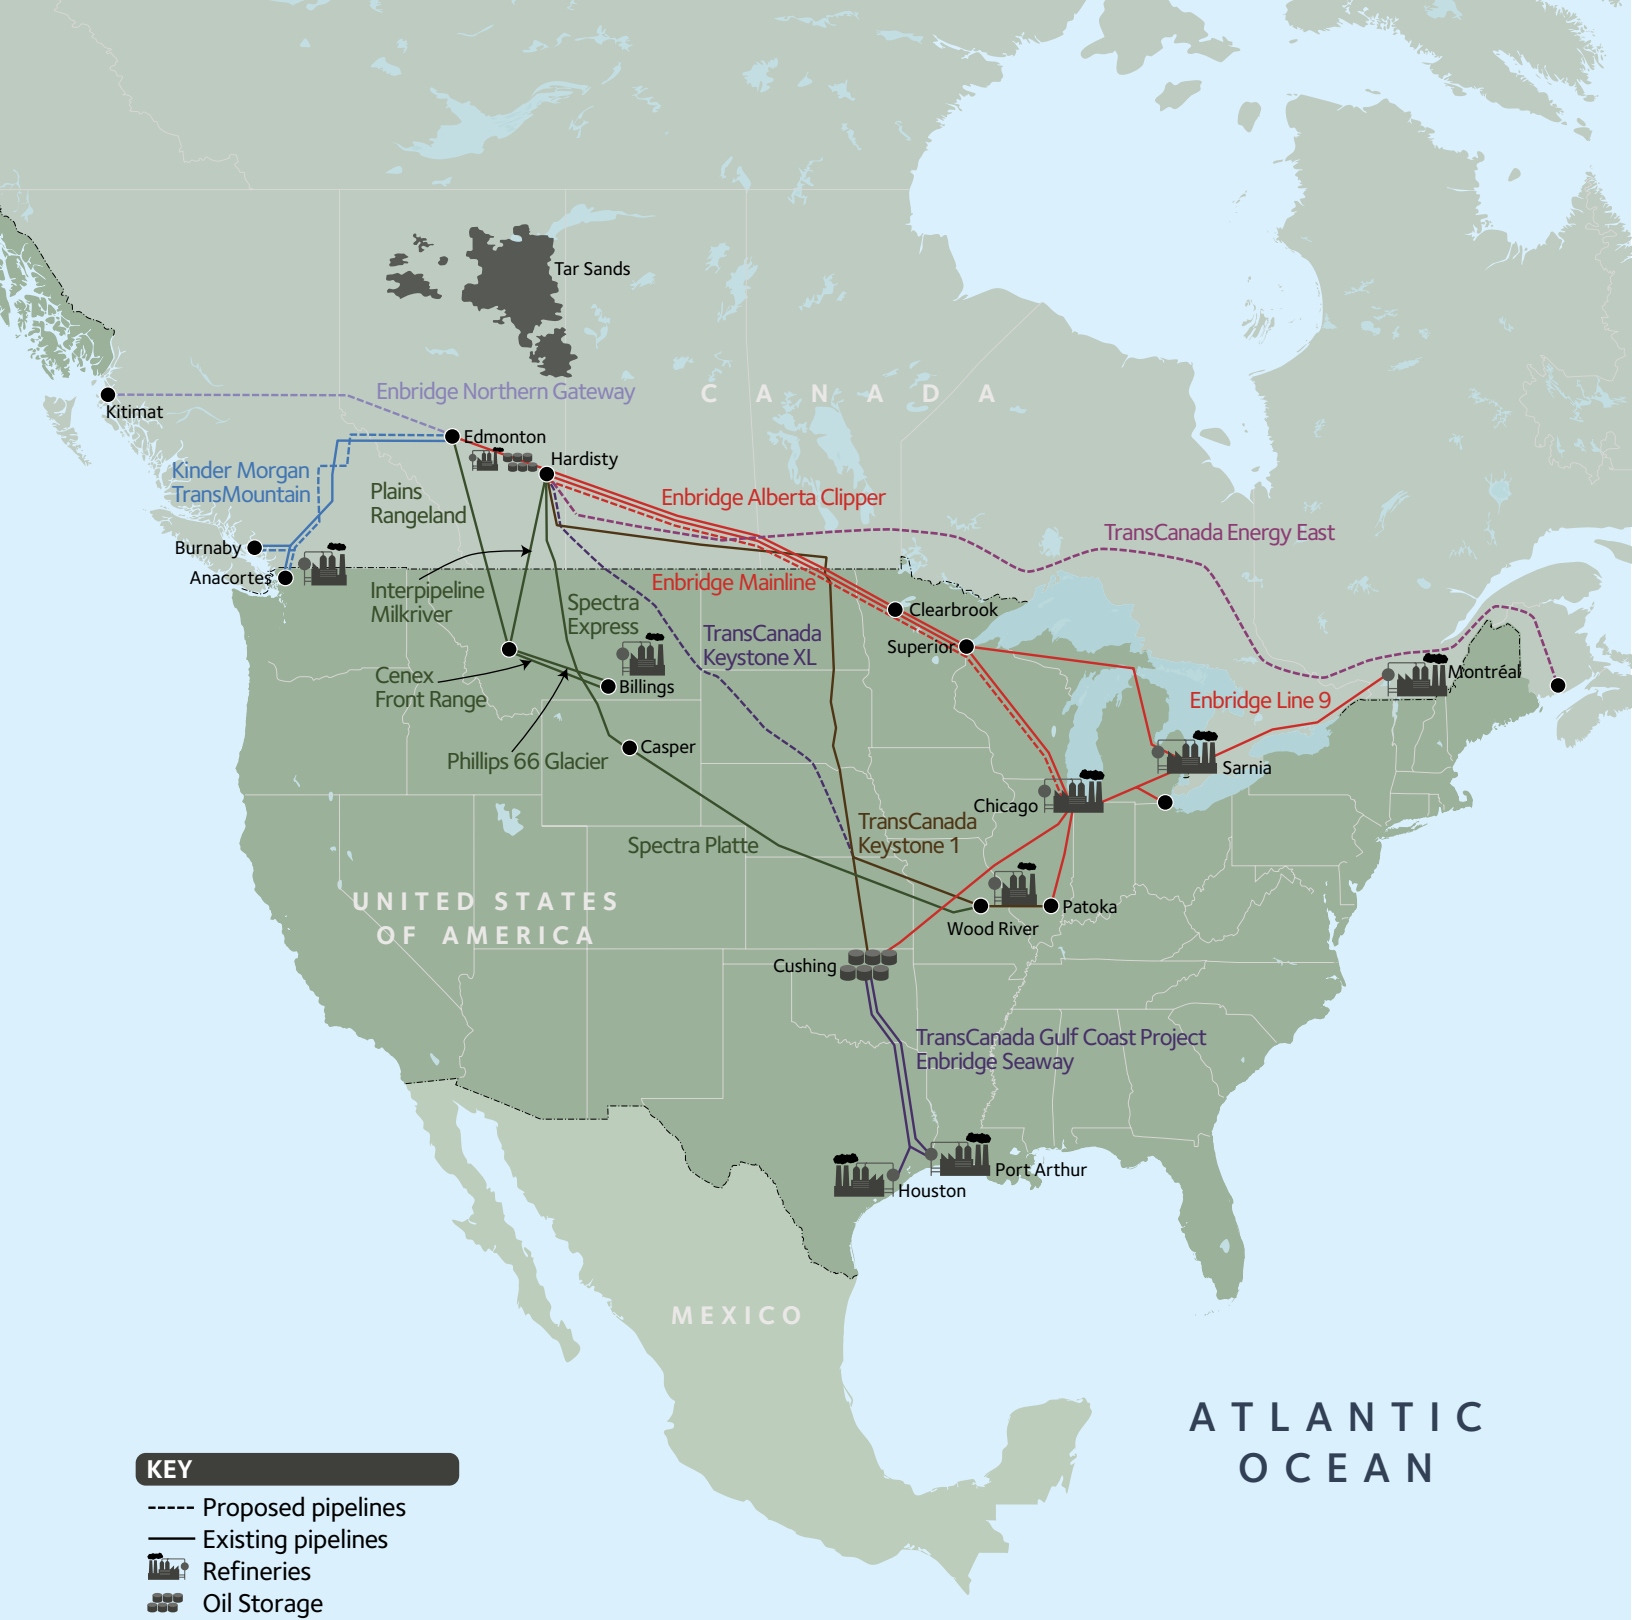 Tar Sands
Enbridge Northern Gateway
C A N A D A
Kitimat
Edmonton
Hardisty
Kinder Morgan
TransMountain
Plains
Rangeland
Enbridge Alberta Clipper
TransCanada Energy East
Burnaby
Anacortes
Interpipeline
Milkriver
Enbridge Mainline
Spectra
Express
Clearbrook
TransCanada
Keystone XL
Superior
Cenex
Front Range
Billings
Montréal
Enbridge Line 9
Casper
Phillips 66 Glacier
Sarnia
Chicago
TransCanada
Keystone 1
Spectra Platte
UNITED STATES
OF AMERICA
Patoka
Wood River
Cushing
TransCanada Gulf Coast Project
Enbridge Seaway
Port Arthur
Houston
MEXICO
ATLANTIC
OCEAN
KEY
Proposed pipelines
Existing pipelines
Refineries
Oil Storage